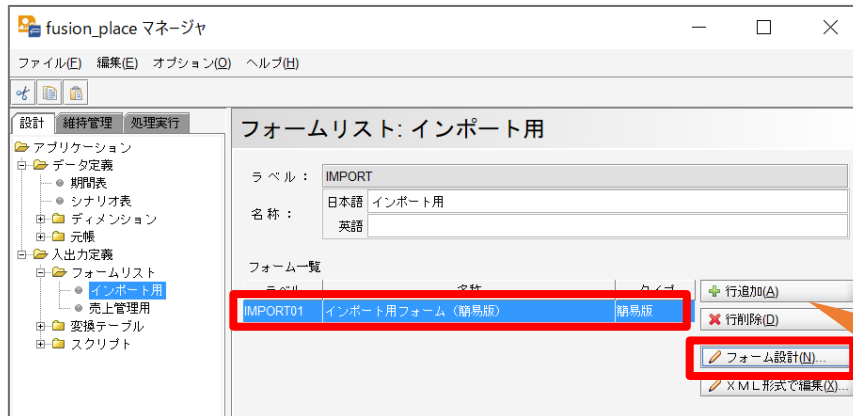 fusion_place マネージャ
ファイル(F) 編集(E) オプション(O) ヘルプ(H)
設計 維持管理 処理実行
アプリケーション
データ定義
期間表
シナリオ表
ディメンション
元帳
入出力定義
フォームリスト
インポート用
売上管理用
変換テーブル
スクリプト
フォームリスト: インポート用
ラベル: IMPORT
名称:
日本語 インポート用
英語
フォーム一覧
ラベル 名称 タイプ
IMPORT01 インポート用フォーム（簡易版） 簡易版
行追加(A)
行削除(D)
フォーム設計(N)...
XML形式で編集(X)...